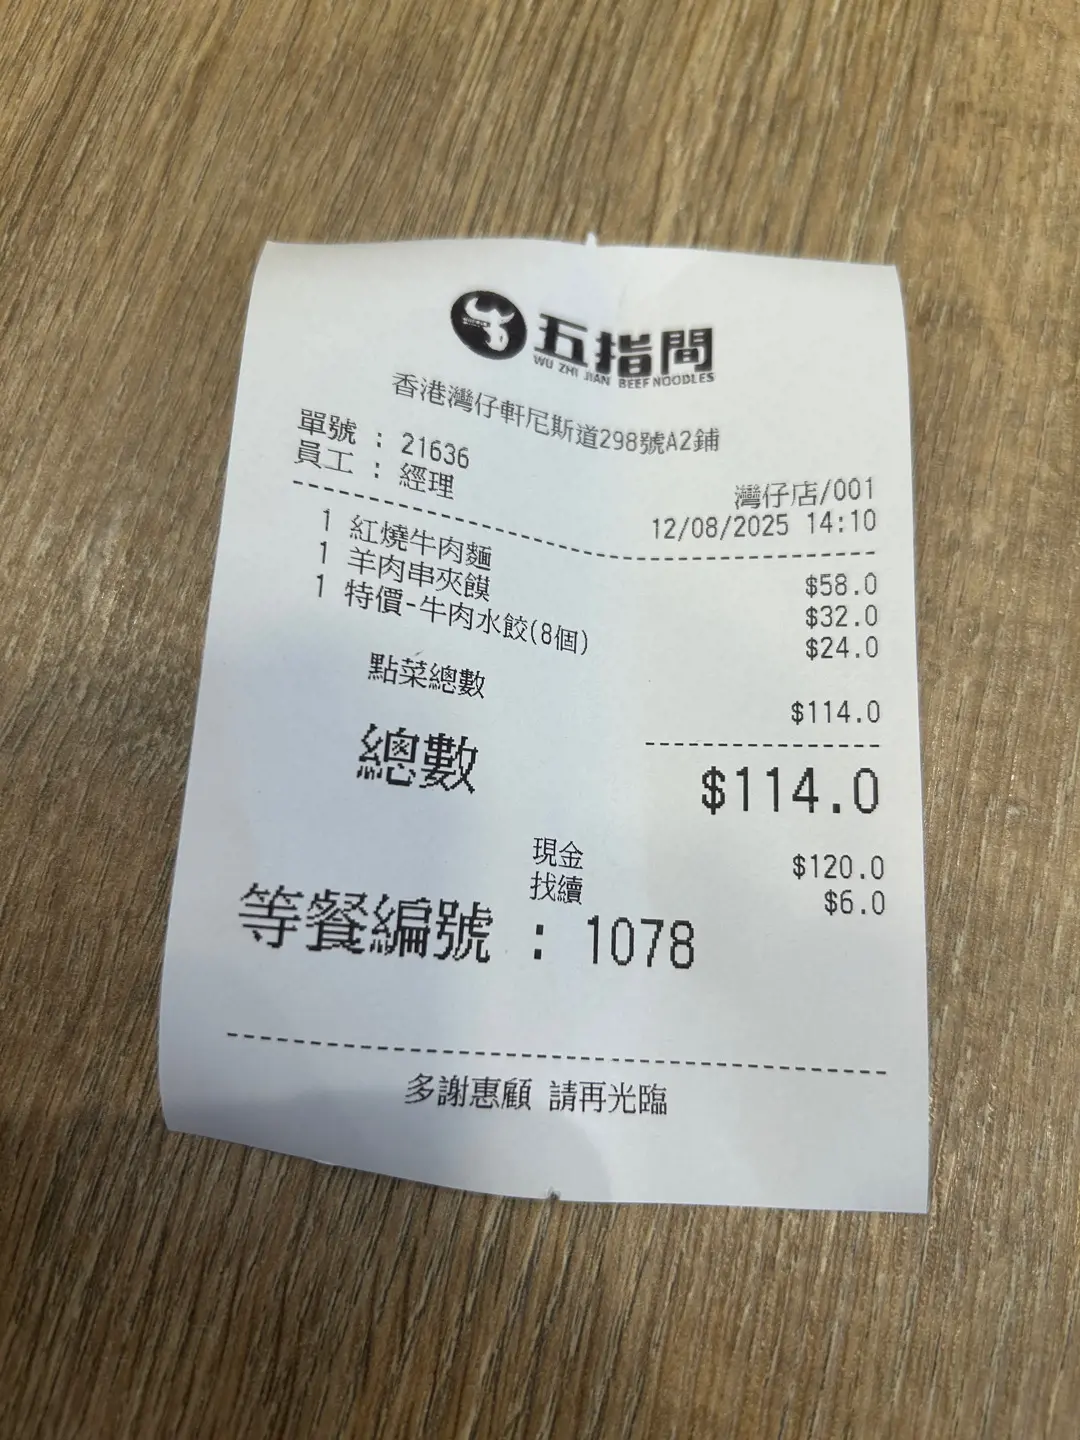 五指間
WU ZHI JIAN BEEF NOODLES
香港灣仔軒尼斯道298號A2鋪
單號 : 21636
員工 : 經理
灣仔店/001
12/08/2025 14:10
1 紅燒牛肉麵 $58.0
1 羊肉串夾饃 $32.0
1 特價-牛肉水餃(8個) $24.0
點菜總數 $114.0
總數 $114.0
現金 $120.0
找續 $6.0
等餐編號 : 1078
多謝惠顧 請再光臨